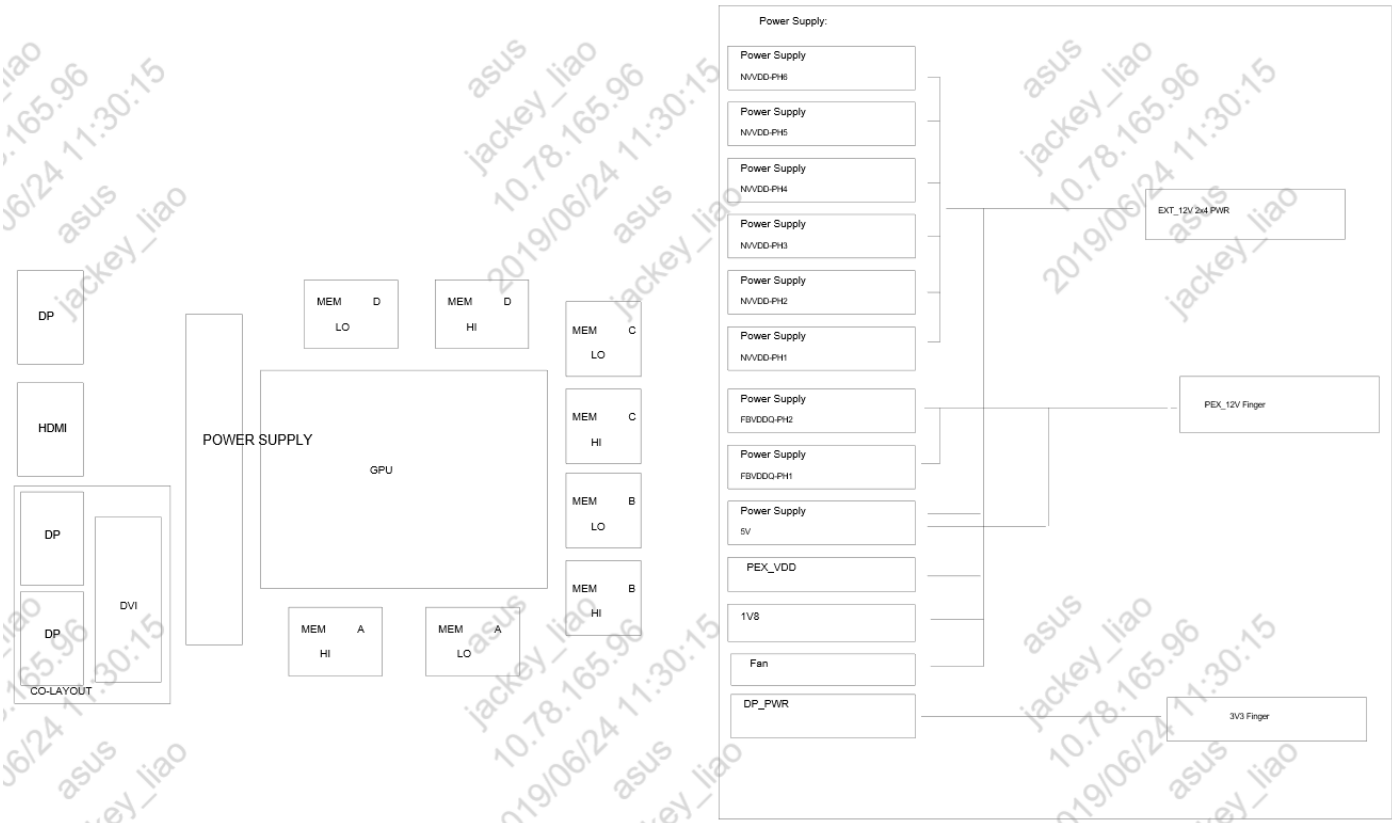 Power Supply:
Power Supply
NVVDD-PH6
Power Supply
NVVDD-PH5
Power Supply
NVVDD-PH4
Power Supply
NVVDD-PH3
Power Supply
NVVDD-PH2
Power Supply
NVVDD-PH1
Power Supply
FBVDDQ-PH2
Power Supply
FBVDDQ-PH1
Power Supply
5V
PEX_VDD
1V8
Fan
DP_PWR
EXT_12V 2x4 PWR
PEX_12V Finger
3V3 Finger
DP
HDMI
DP
DP
DVI
CO-LAYOUT
POWER SUPPLY
GPU
MEM D
LO
MEM D
HI
MEM C
LO
MEM C
HI
MEM B
LO
MEM B
HI
MEM A
HI
MEM A
LO
asus
jackey_liao
10.78.165.96
2019/06/24 11:30:15